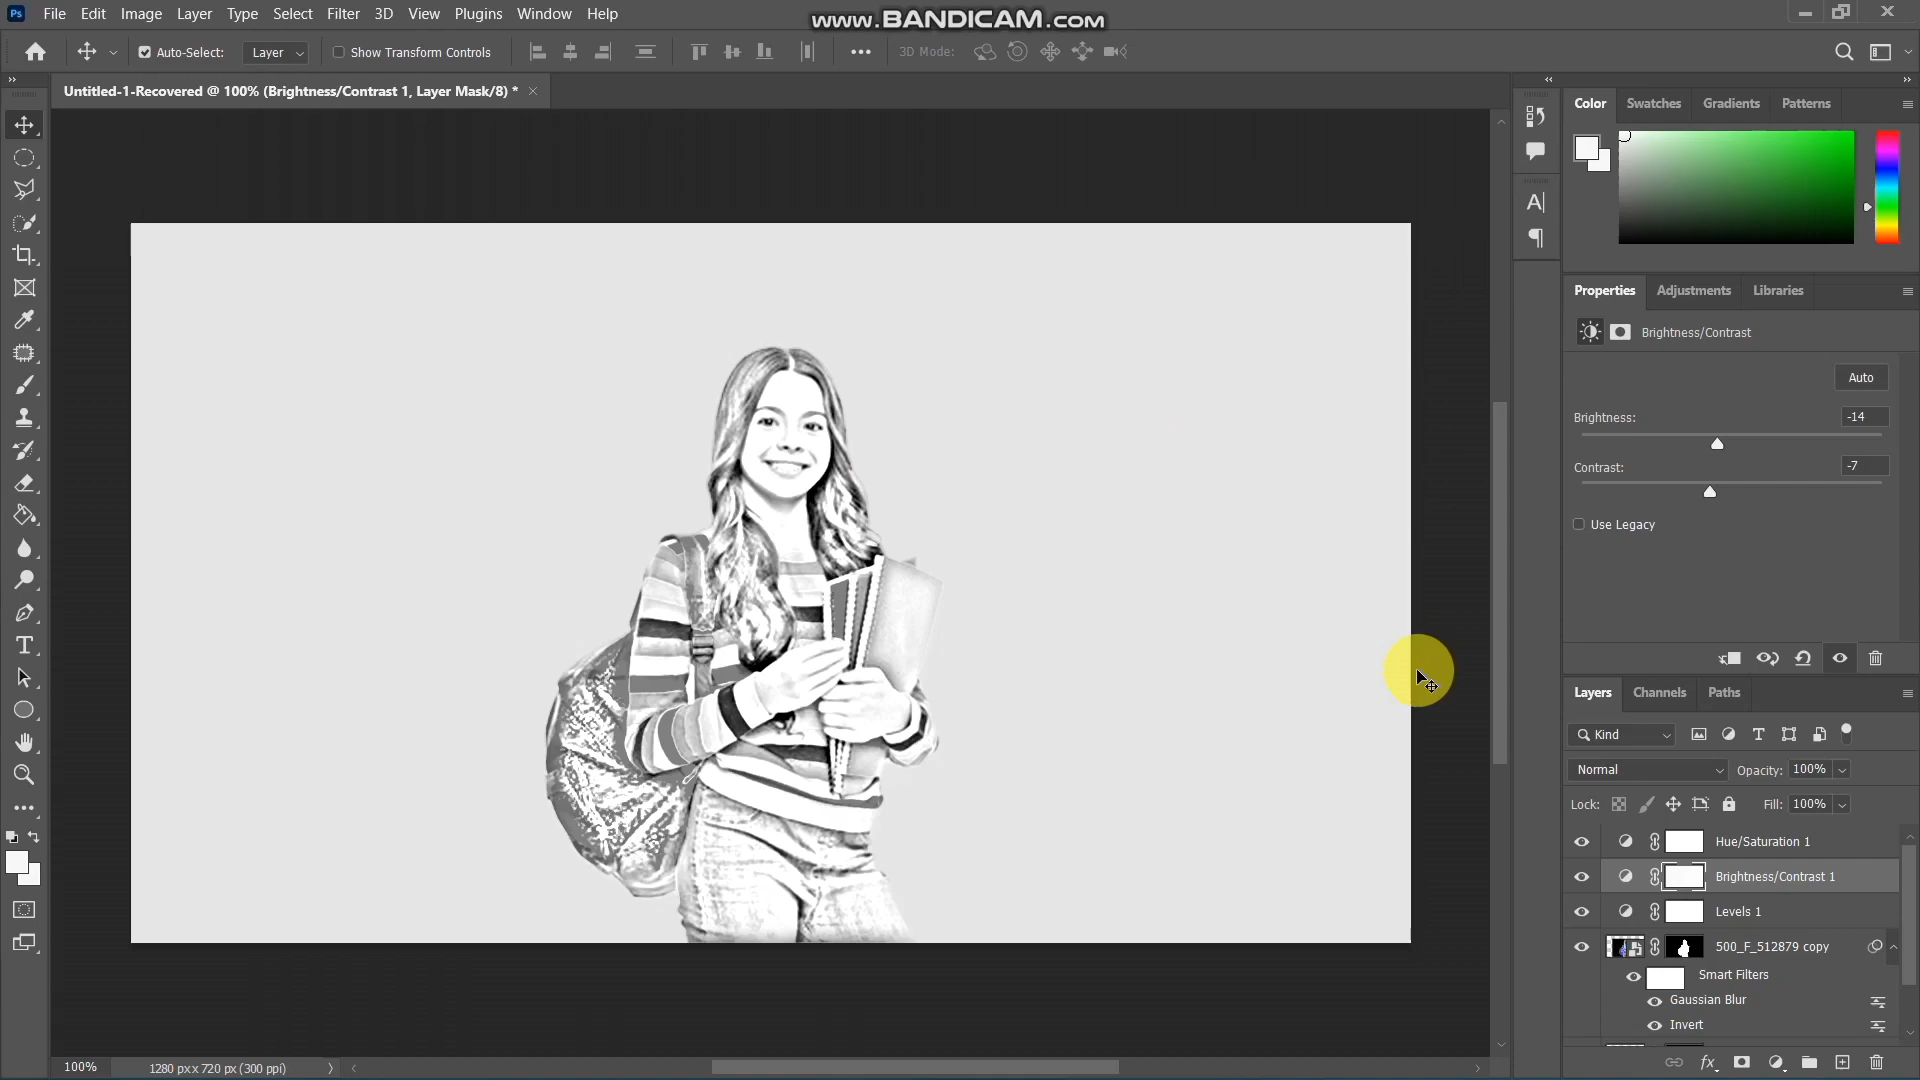 Ps File Edit Image Layer Type Select Filter 3D View Plugins Window Help
www.BANDICAM.com
Auto-Select: Layer Show Transform Controls 3D Mode:
Untitled-1-Recovered @ 100% (Brightness/Contrast 1, Layer Mask/8) *
Color Swatches Gradients Patterns
Properties Adjustments Libraries
Brightness/Contrast
Auto
Brightness: -14
Contrast: -7
Use Legacy
Layers Channels Paths
Kind
Normal Opacity: 100%
Lock: Fill: 100%
Hue/Saturation 1
Brightness/Contrast 1
Levels 1
500_F_512879 copy
Smart Filters
Gaussian Blur
Invert
100% 1280 px x 720 px (300 ppi)